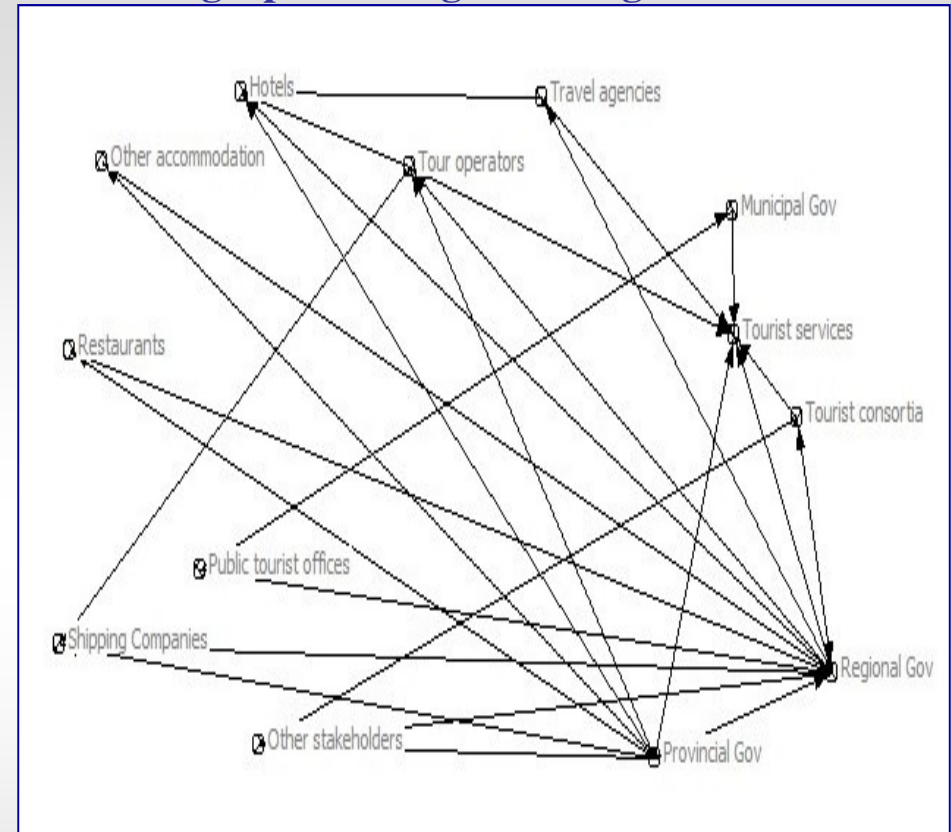 Hotels
Travel agencies
Other accommodation
Tour operators
Municipal Gov
Tourist services
Restaurants
Tourist consortia
Public tourist offices
Shipping Companies
Regional Gov
Other stakeholders
Provincial Gov